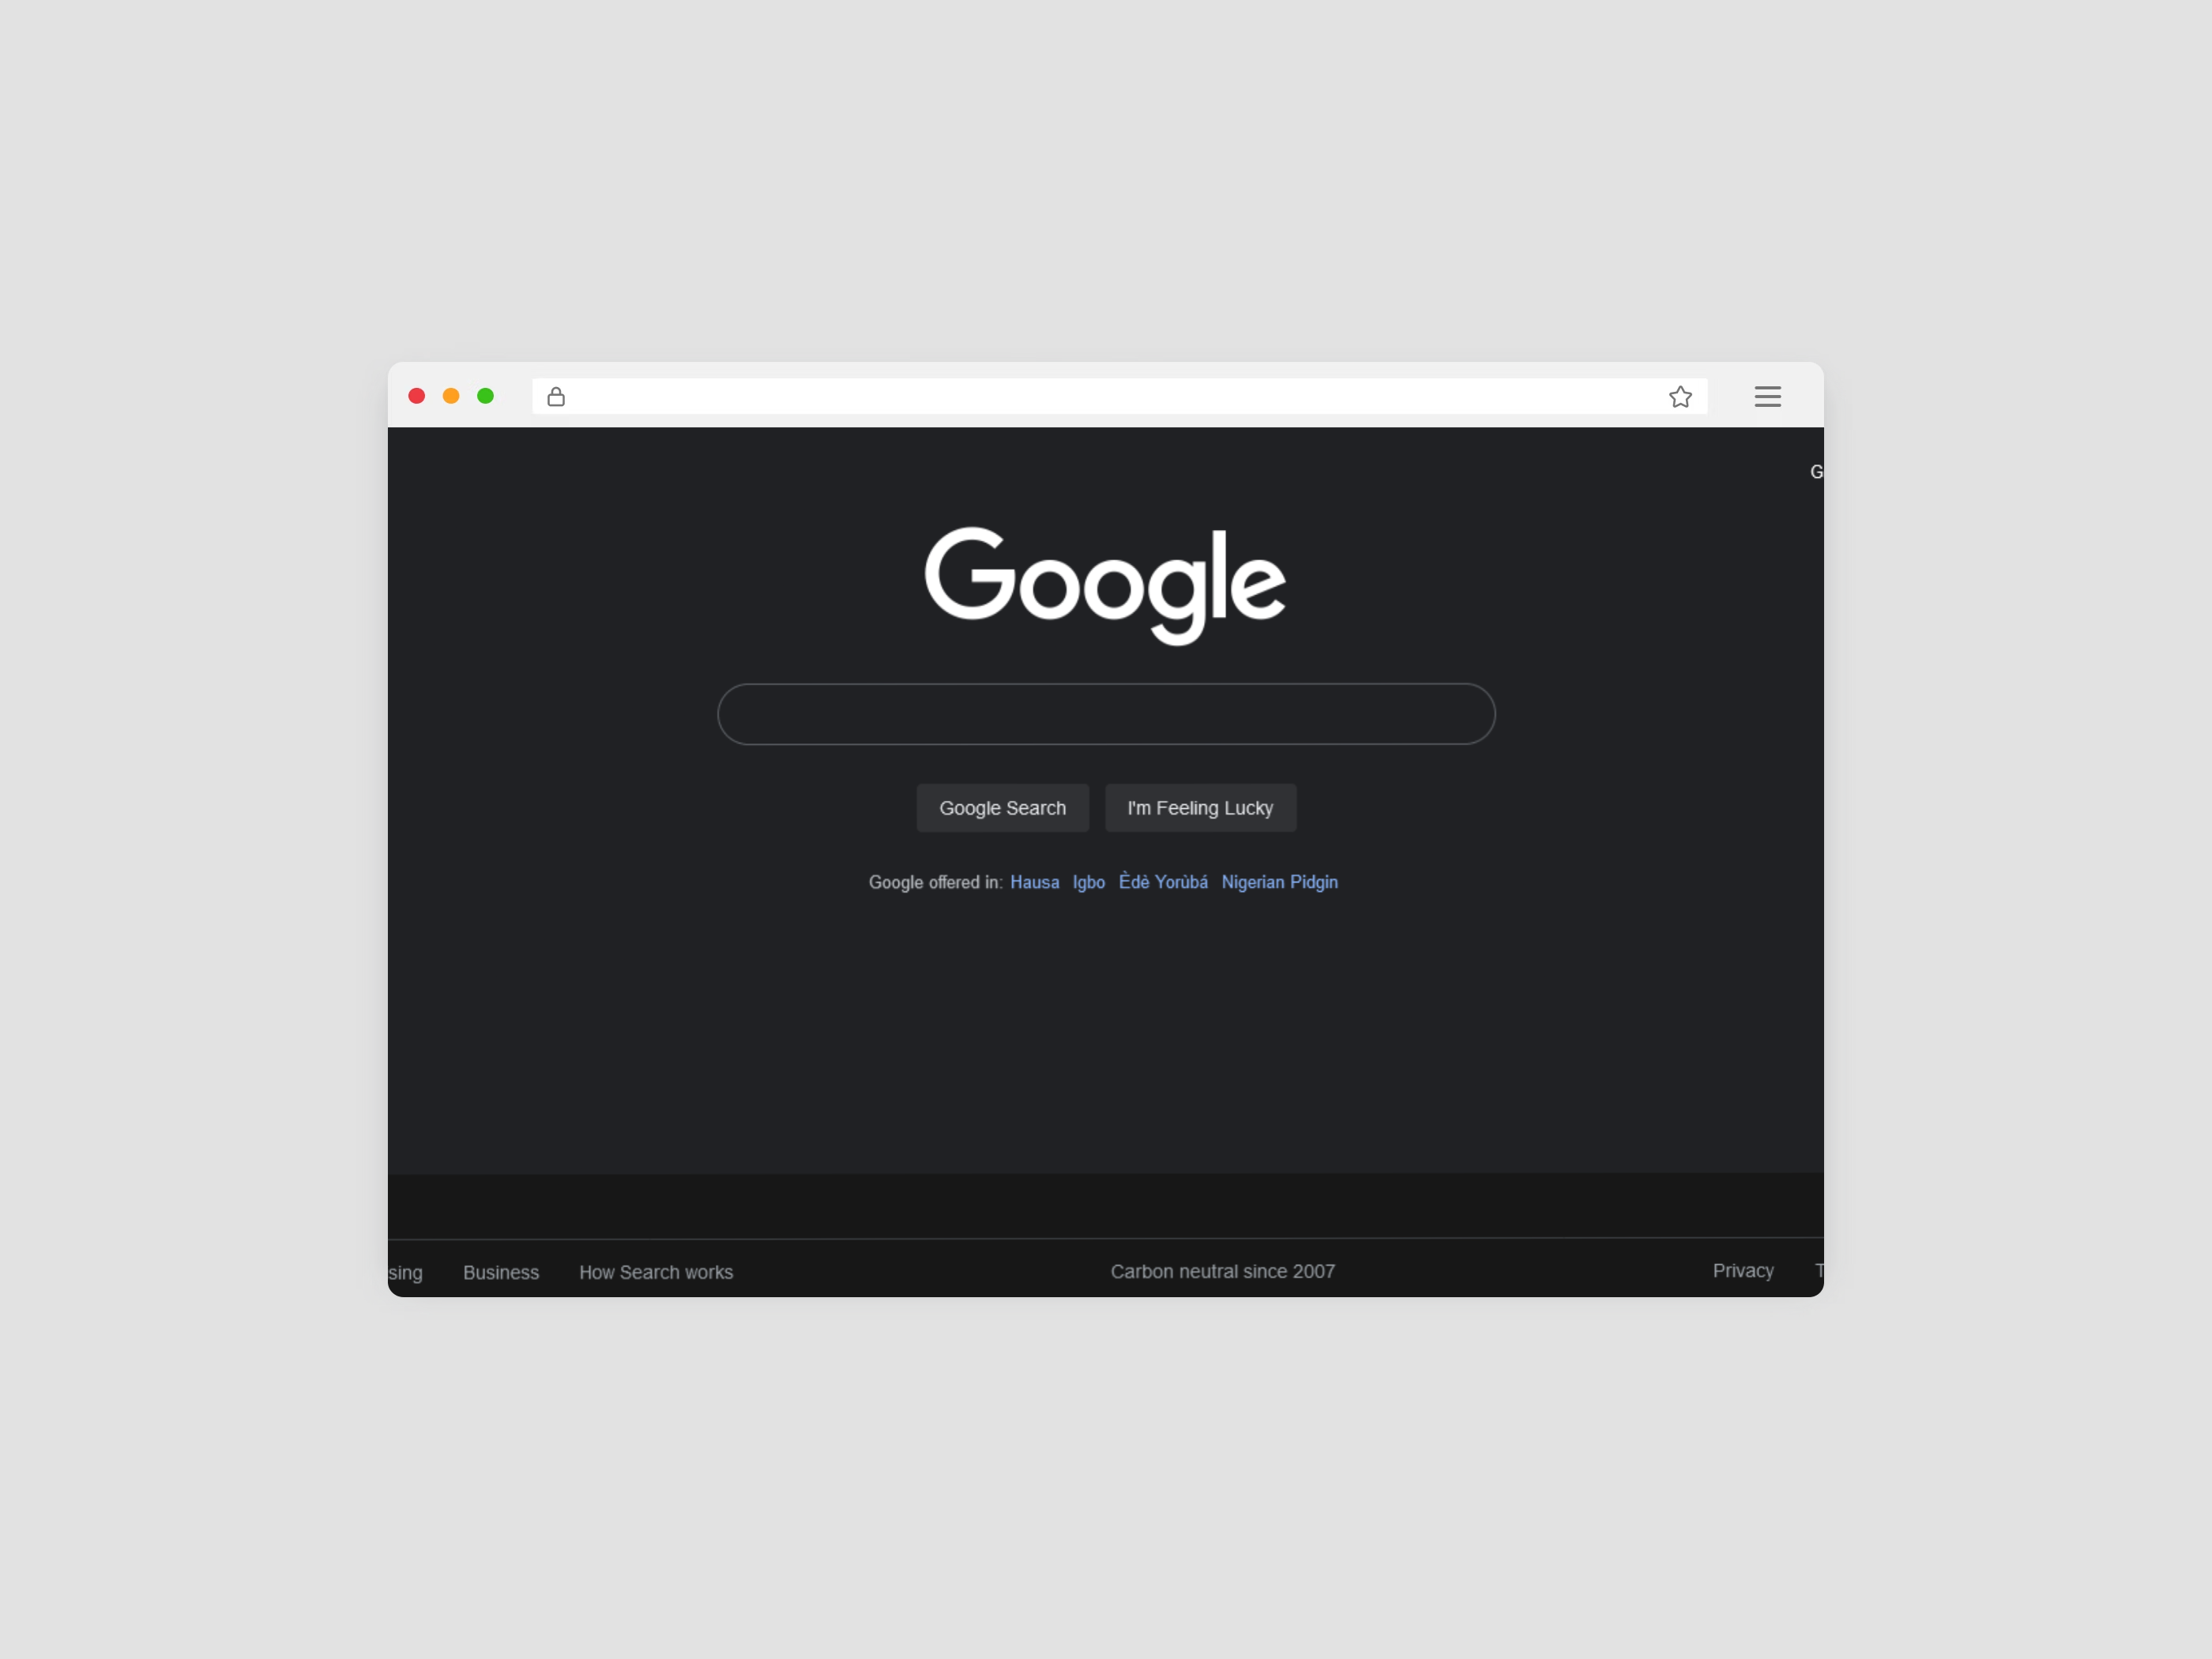 G
Google
Google Search I'm Feeling Lucky
Google offered in: Hausa Igbo Èdè Yorùbá Nigerian Pidgin
sing Business How Search works Carbon neutral since 2007 Privacy T